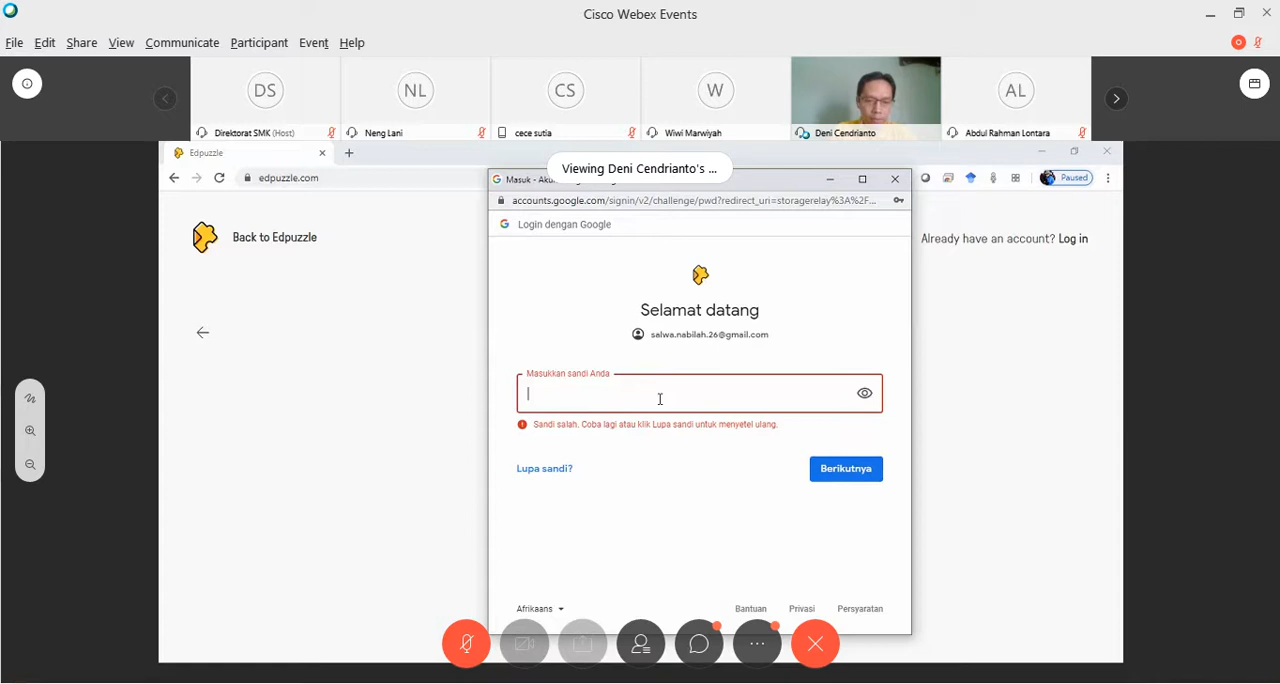 Cisco Webex Events
File Edit Share View Communicate Participant Event Help
DS NL CS W AL
Direktorat SMK (Host) Neng Lani cece sutia Wiwi Marwiyah Deni Cendrianto Abdul Rahman Lontara
Edpuzzle
Viewing Deni Cendrianto's ...
edpuzzle.com
Paused
Masuk - Aku
accounts.google.com/signin/v2/challenge/pwd?redirect_uri=storagerelay%3A%2F...
Login dengan Google
Back to Edpuzzle
Already have an account? Log in
Selamat datang
salwa.nabilah.26@gmail.com
Masukkan sandi Anda
Sandi salah. Coba lagi atau klik Lupa sandi untuk menyetel ulang.
Lupa sandi? Berikutnya
Afrikaans Bantuan Privasi Persyaratan